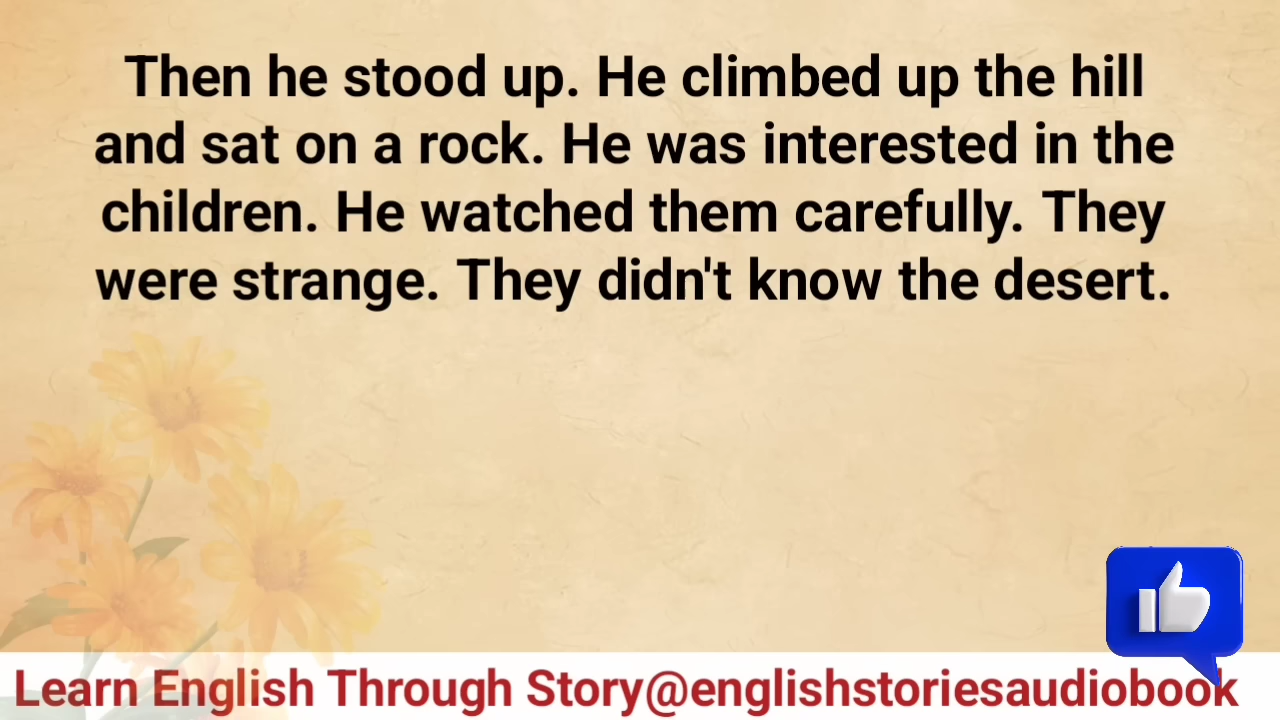 Then he stood up. He climbed up the hill
and sat on a rock. He was interested in the
children. He watched them carefully. They
were strange. They didn't know the desert.
Learn English Through Story@englishstoriesaudiobook